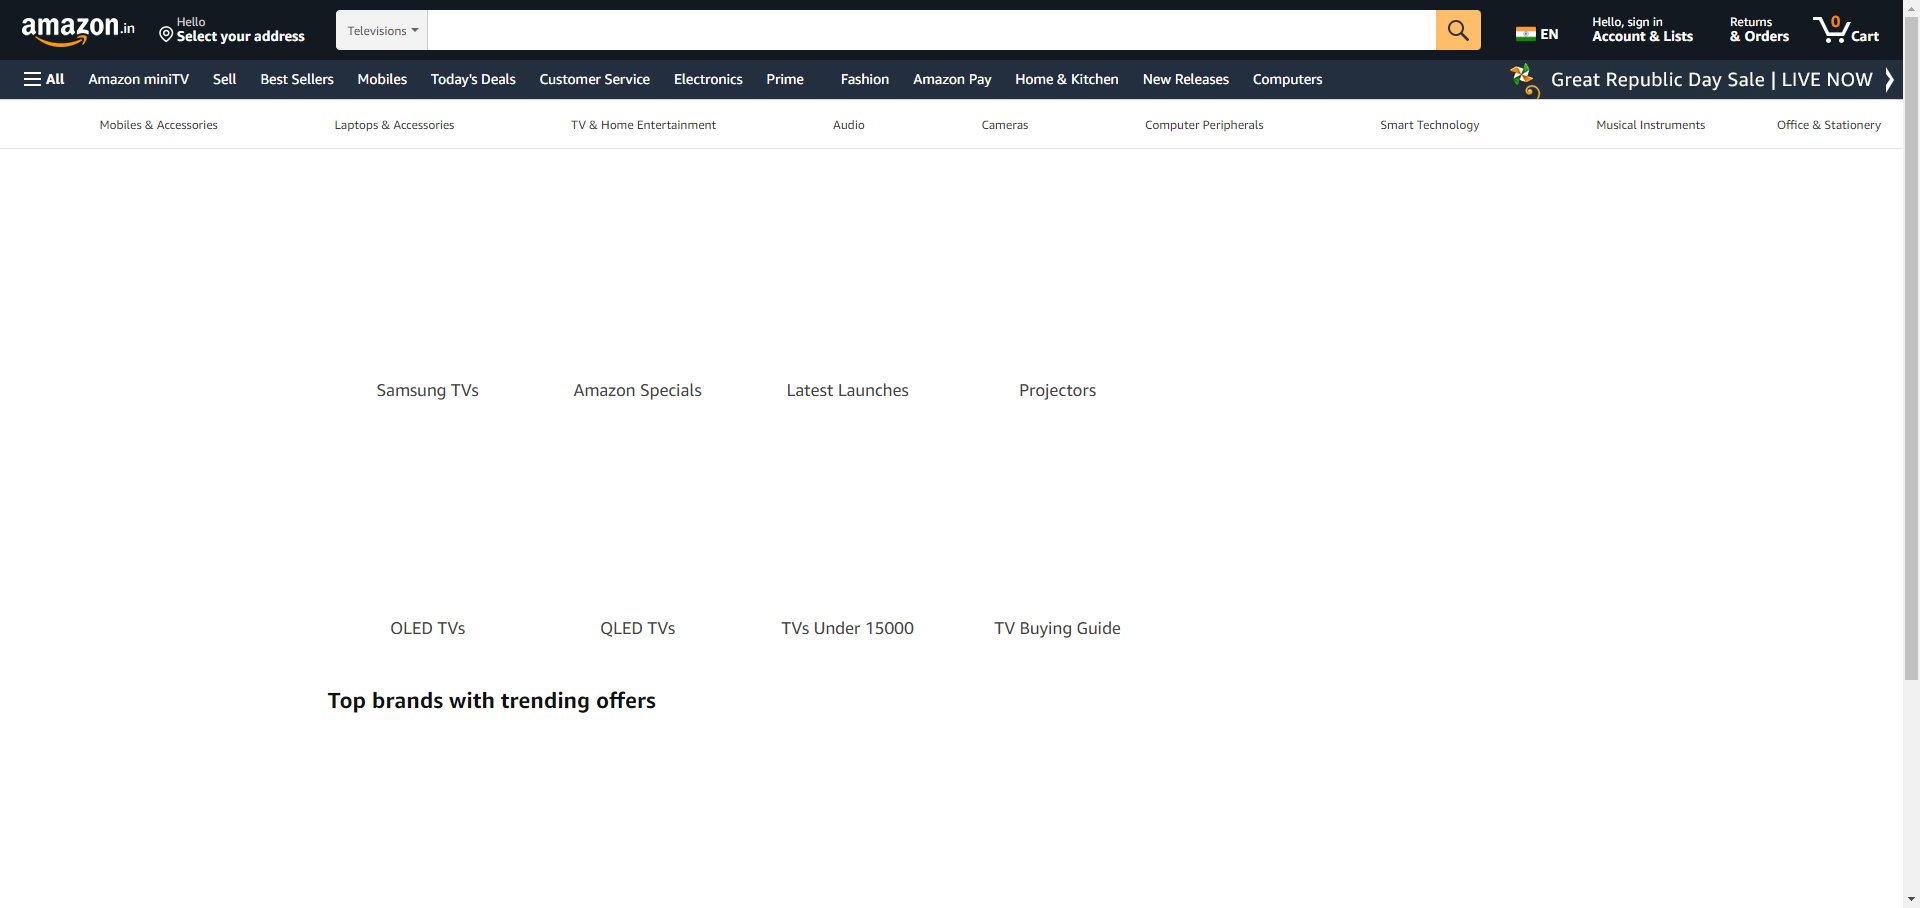 amazon.in
Hello
Select your address
Televisions
EN
Hello, sign in
Account & Lists
Returns
& Orders
0
Cart
All
Amazon miniTV
Sell
Best Sellers
Mobiles
Today's Deals
Customer Service
Electronics
Prime
Fashion
Amazon Pay
Home & Kitchen
New Releases
Computers
Great Republic Day Sale | LIVE NOW
Mobiles & Accessories
Laptops & Accessories
TV & Home Entertainment
Audio
Cameras
Computer Peripherals
Smart Technology
Musical Instruments
Office & Stationery
Samsung TVs
Amazon Specials
Latest Launches
Projectors
OLED TVs
QLED TVs
TVs Under 15000
TV Buying Guide
Top brands with trending offers